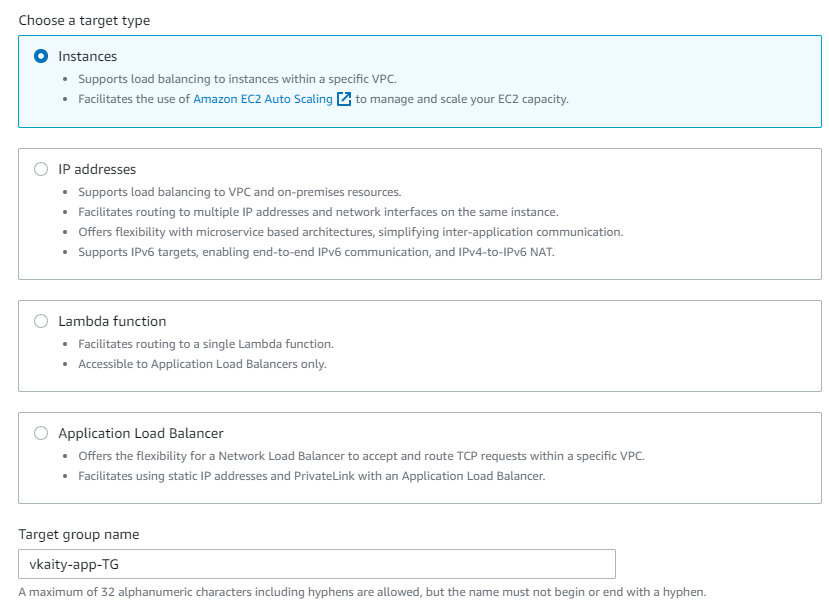 Choose a target type
Instances
• Supports load balancing to instances within a specific VPC.
• Facilitates the use of Amazon EC2 Auto Scaling to manage and scale your EC2 capacity.
IP addresses
• Supports load balancing to VPC and on-premises resources.
• Facilitates routing to multiple IP addresses and network interfaces on the same instance.
• Offers flexibility with microservice based architectures, simplifying inter-application communication.
• Supports IPv6 targets, enabling end-to-end IPv6 communication, and IPv4-to-IPv6 NAT.
Lambda function
• Facilitates routing to a single Lambda function.
• Accessible to Application Load Balancers only.
Application Load Balancer
• Offers the flexibility for a Network Load Balancer to accept and route TCP requests within a specific VPC.
• Facilitates using static IP addresses and PrivateLink with an Application Load Balancer.
Target group name
vkaity-app-TG
A maximum of 32 alphanumeric characters including hyphens are allowed, but the name must not begin or end with a hyphen.